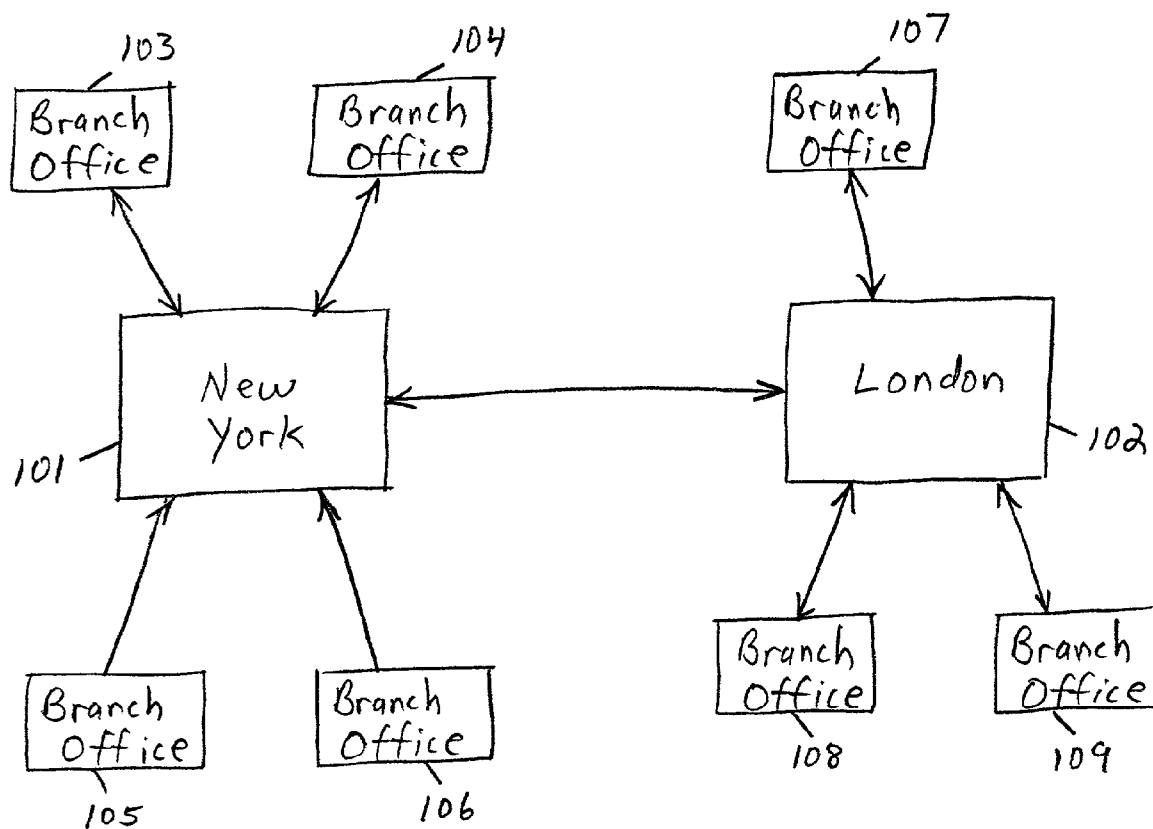 103
104
107
Branch
Office
Branch
Office
Branch
Office
New
York
London
101
102
Branch
Office
Branch
Office
Branch
Office
Branch
Office
105
106
108
109